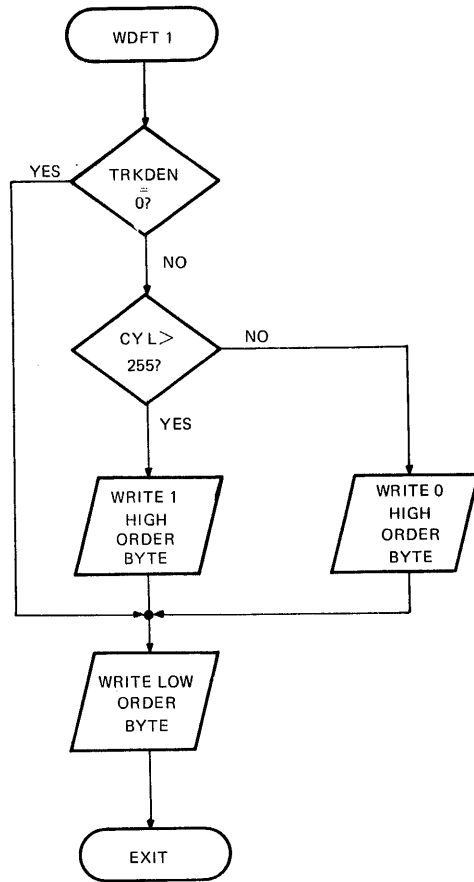 WDFT 1
YES
TRKDEN
=
0?
NO
CYL>
255?
NO
YES
WRITE 1
HIGH
ORDER
BYTE
WRITE 0
HIGH
ORDER
BYTE
WRITE LOW
ORDER
BYTE
EXIT